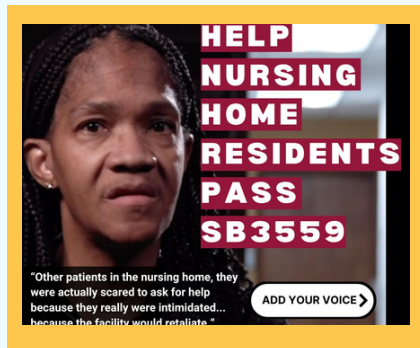 HELP
NURSING
HOME
RESIDENTS
PASS
SB3559
"Other patients in the nursing home, they
were actually scared to ask for help
because they really were intimidated...
because the facility would retaliate."
ADD YOUR VOICE